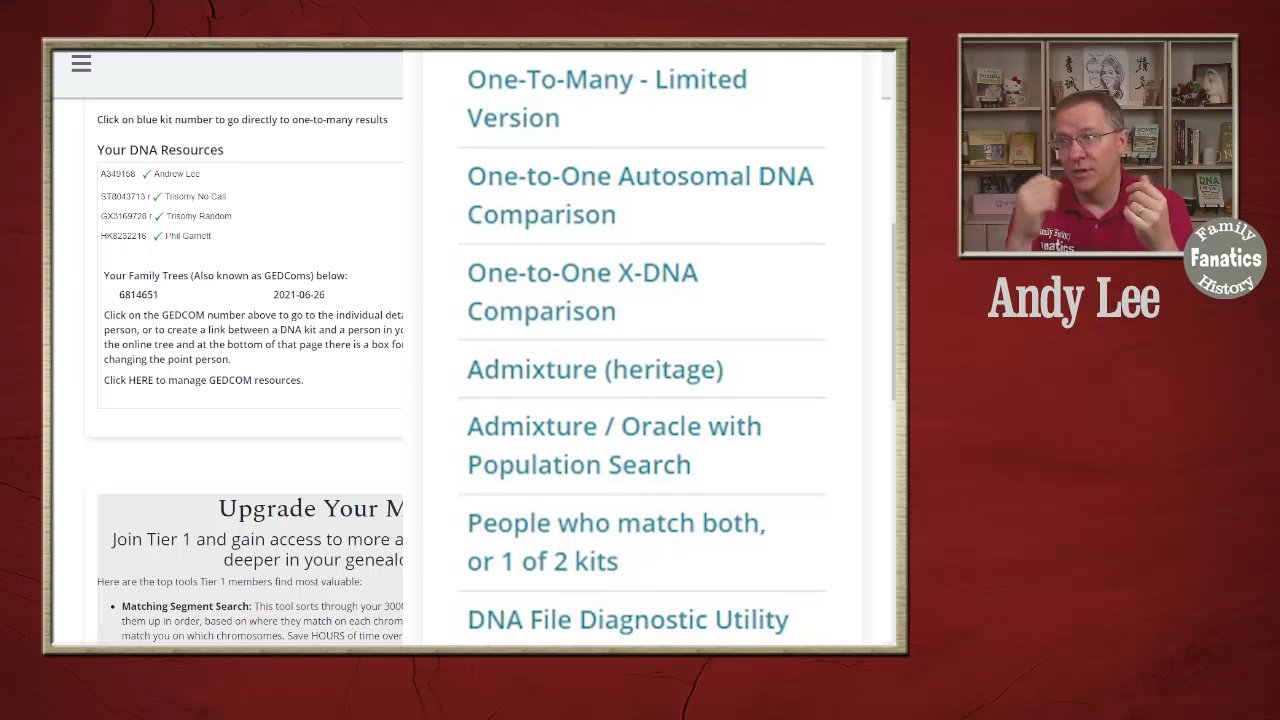 Click on blue kit number to go directly to one-to-many results
Your DNA Resources
A349158 Andrew Lee
ST8043713 r Trisomy No Call
GX3169728 r Trisomy Random
HK8232216 Phil Garnett
Your Family Trees (Also known as GEDComs) below:
6814651 2021-06-26
Click on the GEDCOM number above to go to the individual deta
person, or to create a link between a DNA kit and a person in yo
the online tree and at the bottom of that page there is a box for
changing the point person.
Click HERE to manage GEDCOM resources.
Upgrade Your M
Join Tier 1 and gain access to more a
deeper in your genealo
Here are the top tools Tier 1 members find most valuable:
• Matching Segment Search: This tool sorts through your 3000
them up in order, based on where they match on each chrom
match you on which chromosomes. Save HOURS of time over
One-To-Many - Limited
Version
One-to-One Autosomal DNA
Comparison
One-to-One X-DNA
Comparison
Admixture (heritage)
Admixture / Oracle with
Population Search
People who match both,
or 1 of 2 kits
DNA File Diagnostic Utility
Family History
Fanatics
DNA
POWER
Family
Fanatics
History
Andy Lee